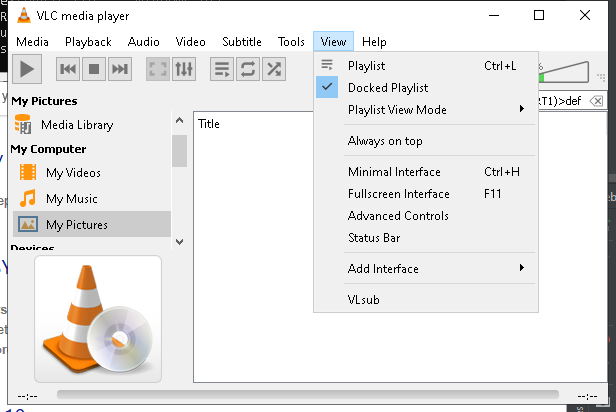 VLC media player
Media Playback Audio Video Subtitle Tools View Help
%
My Pictures
Media Library
My Computer
My Videos
My Music
My Pictures
Devices
Title
RT1)>def
Playlist Ctrl+L
Docked Playlist
Playlist View Mode
Always on top
Minimal Interface Ctrl+H
Fullscreen Interface F11
Advanced Controls
Status Bar
Add Interface
VLsub
--:-- --:--